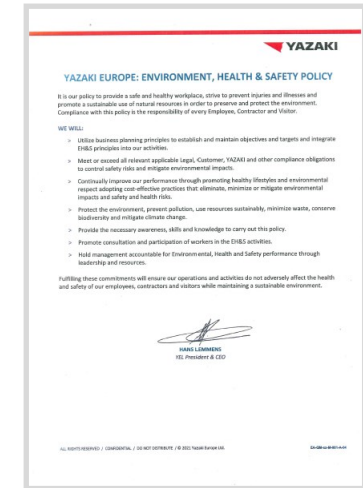 YAZAKI
YAZAKI EUROPE: ENVIRONMENT, HEALTH & SAFETY POLICY
It is our policy to provide a safe and healthy workplace, strive to prevent injuries and illnesses and
promote a sustainable use of natural resources in order to preserve and protect the environment.
Compliance with this policy is the responsibility of every Employee, Contractor and Visitor.
WE WILL:
> Utilize business planning principles to establish and maintain objectives and targets and integrate
EH&S principles into our activities.
> Meet or exceed all relevant applicable Legal, Customer, YAZAKI and other compliance obligations
to control safety risks and mitigate environmental impacts.
> Continually improve our performance through promoting healthy lifestyles and environmental
respect adopting cost-effective practices that eliminate, minimize or mitigate environmental
impacts and safety and health risks.
> Protect the environment, prevent pollution, use resources sustainably, minimize waste, conserve
biodiversity and mitigate climate change.
> Provide the necessary awareness, skills and knowledge to carry out this policy.
> Promote consultation and participation of workers in the EH&S activities.
> Hold management accountable for Environmental, Health and Safety performance through
leadership and resources.
Fulfilling these commitments will ensure our operations and activities do not adversely affect the health
and safety of our employees, contractors and visitors while maintaining a sustainable environment.
HANS LEMMENS
YEL President & CEO
ALL RIGHTS RESERVED / CONFIDENTIAL / DO NOT DISTRIBUTE / © 2021 Yazaki Europe Ltd.